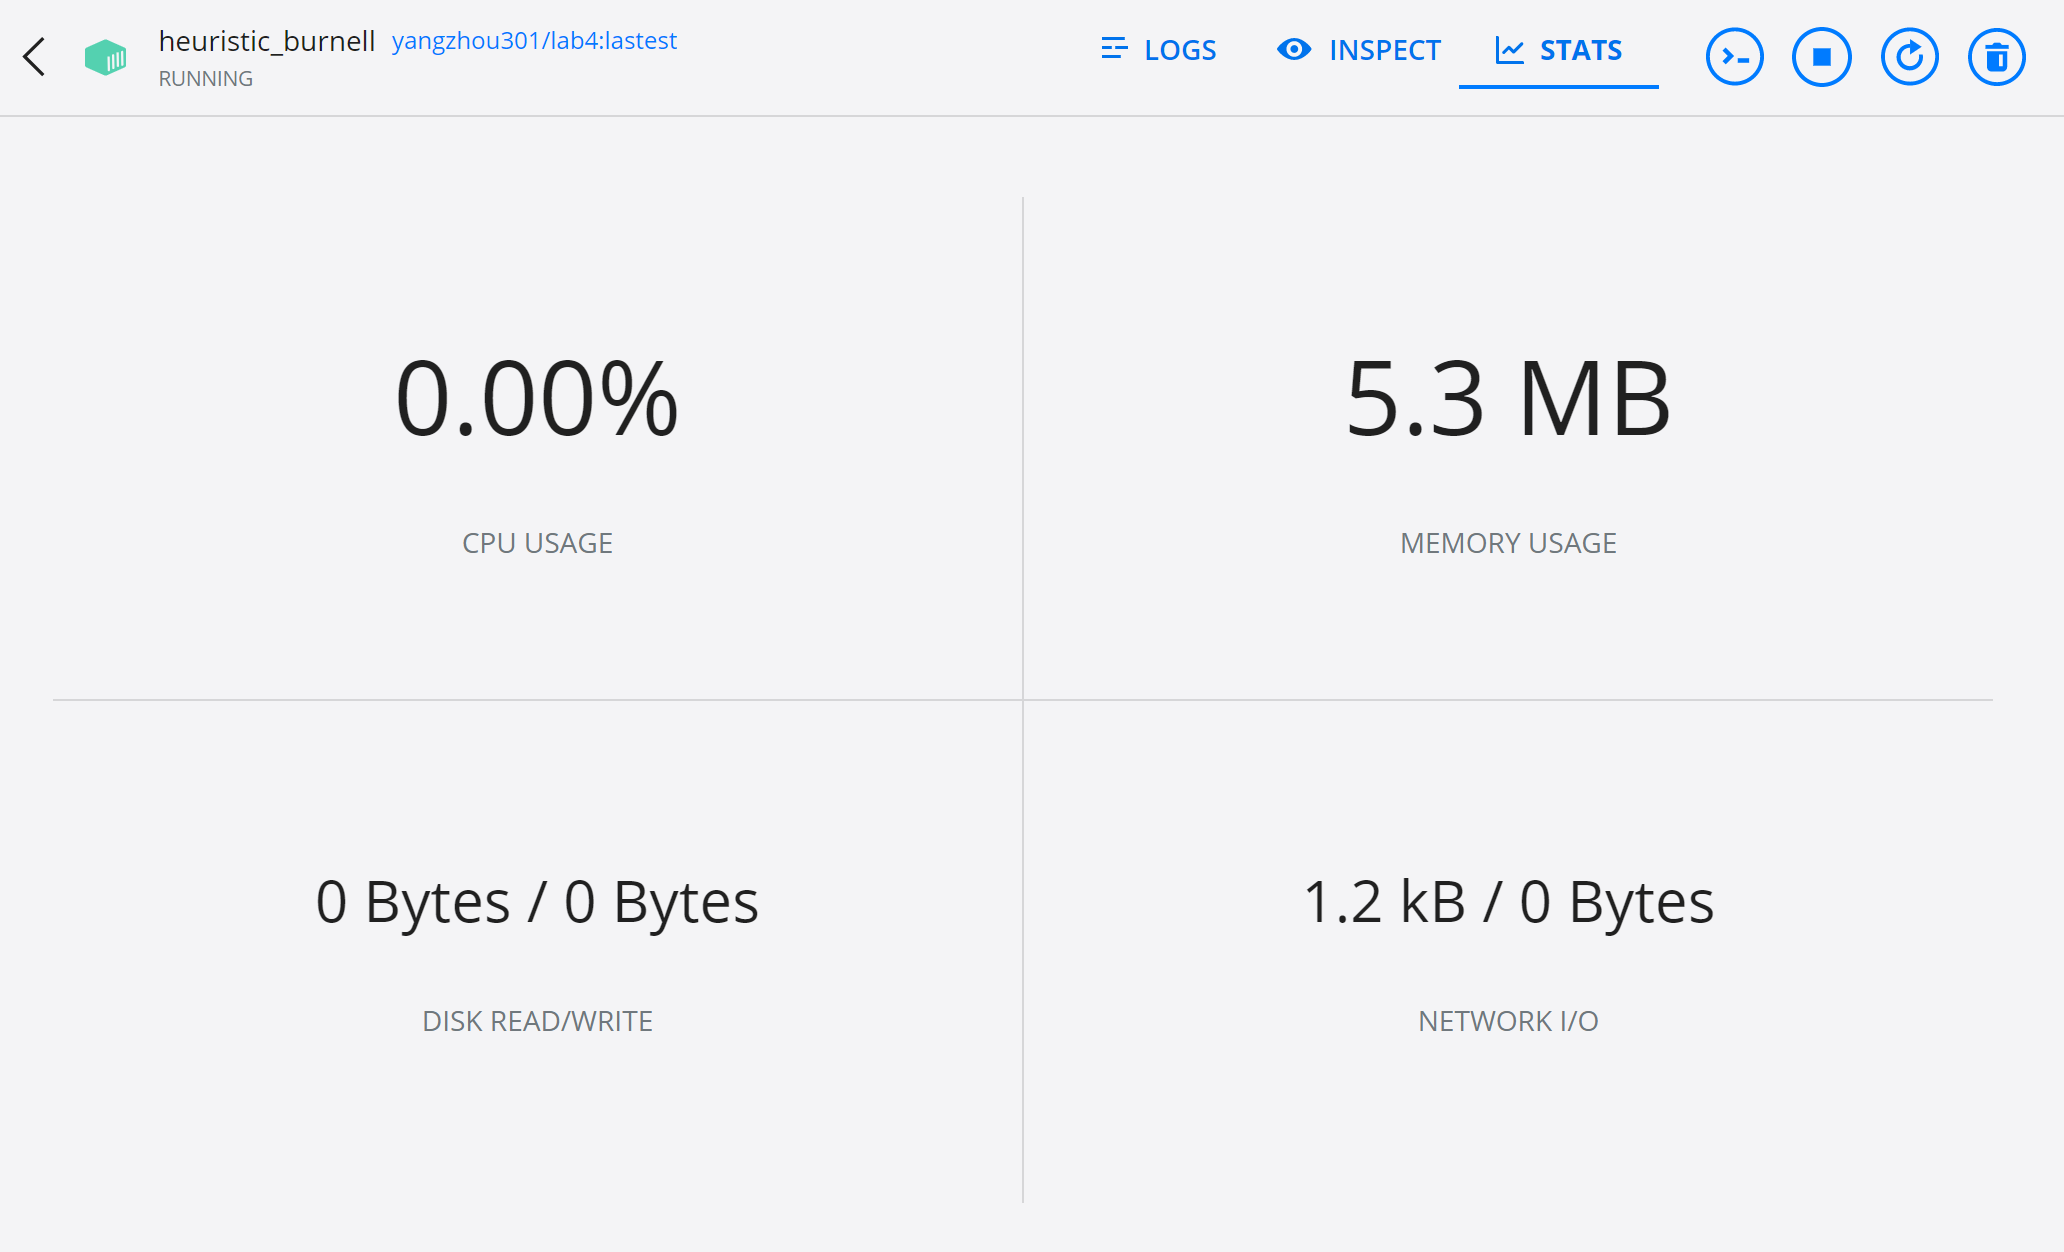 heuristic_burnell yangzhou301/lab4:lastest
RUNNING
LOGS INSPECT STATS
0.00%
CPU USAGE
5.3 MB
MEMORY USAGE
0 Bytes / 0 Bytes
DISK READ/WRITE
1.2 kB / 0 Bytes
NETWORK I/O